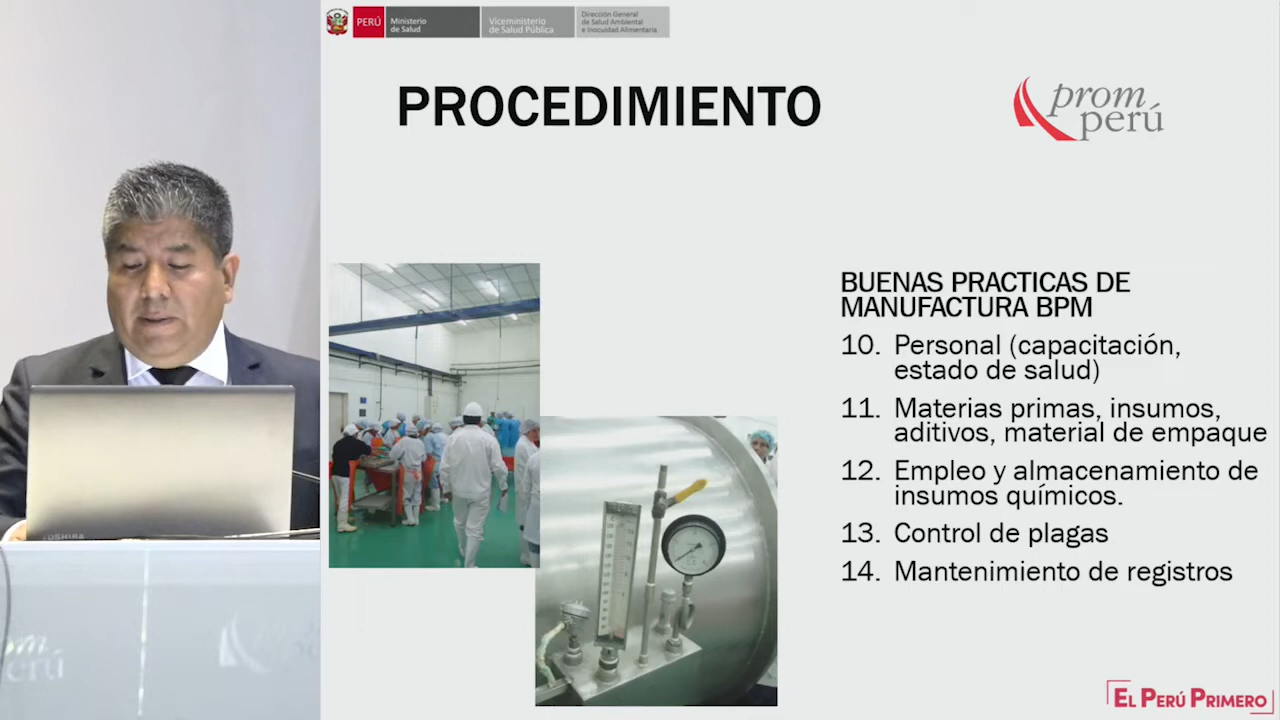 PERÚ
Ministerio
de Salud
Viceministerio
de Salud Pública
Dirección General
de Salud Ambiental
e Inocuidad Alimentaria
PROCEDIMIENTO
prom
perú
BUENAS PRACTICAS DE
MANUFACTURA BPM
10. Personal (capacitación,
estado de salud)
11. Materias primas, insumos,
aditivos, material de empaque
12. Empleo y almacenamiento de
insumos químicos.
13. Control de plagas
14. Mantenimiento de registros
TOSHIBA
perú
EL PERÚ PRIMERO